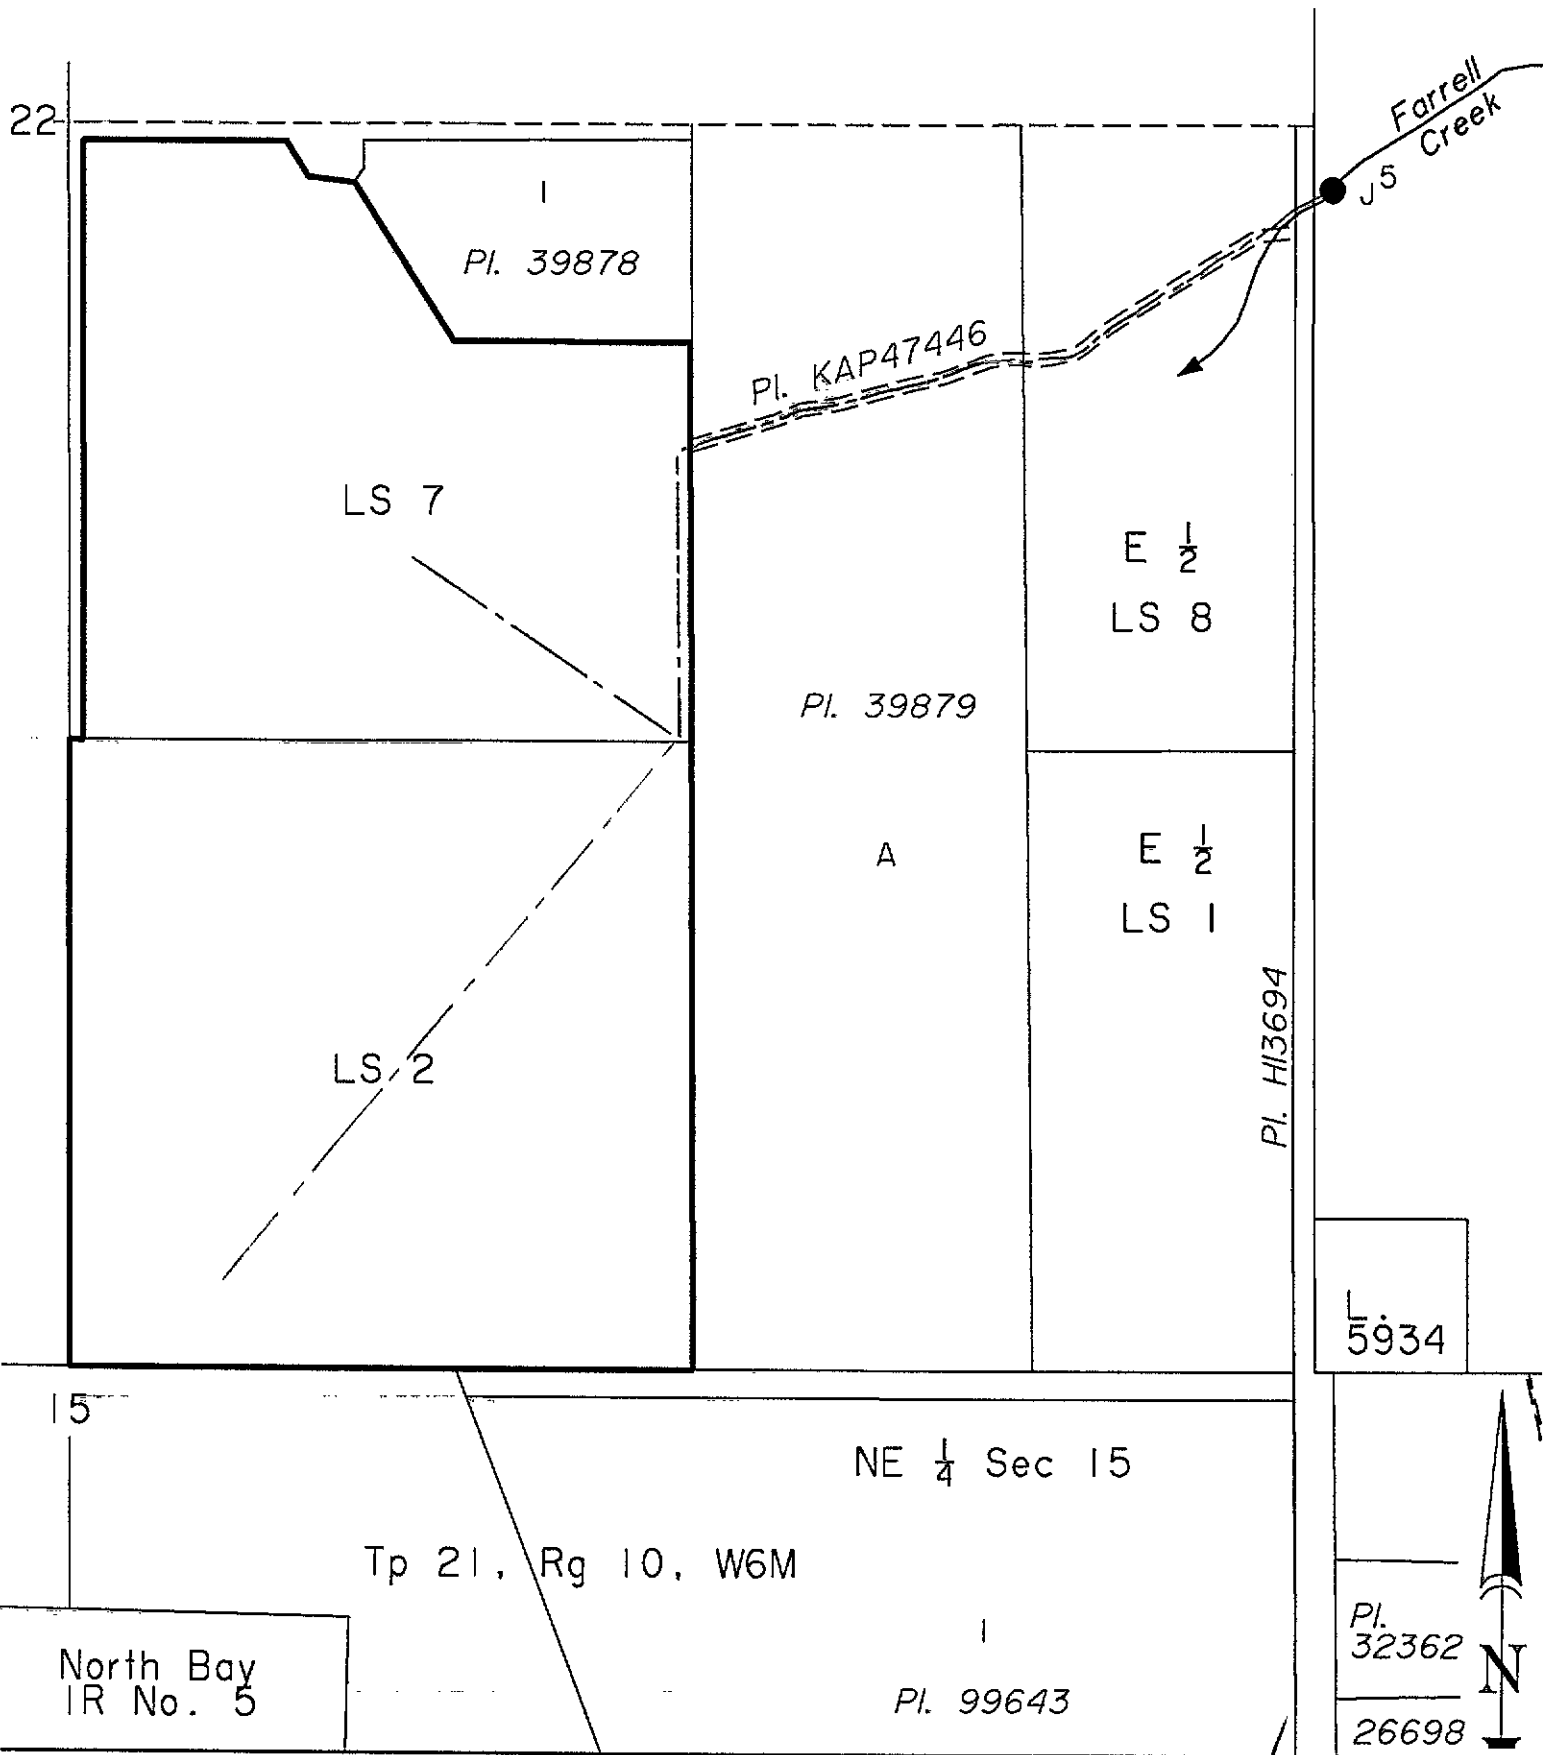 22
Farrell
Creek
J5
1
Pl. 39878
Pl. KAP47446
LS 7
E 1/2
LS 8
Pl. 39879
A
E 1/2
LS 1
Pl. H13694
LS 2
L.
5934
15
NE 1/4 Sec 15
Tp 21, Rg 10, W6M
1
Pl. 99643
North Bay
IR No. 5
Pl.
32362
N
26698